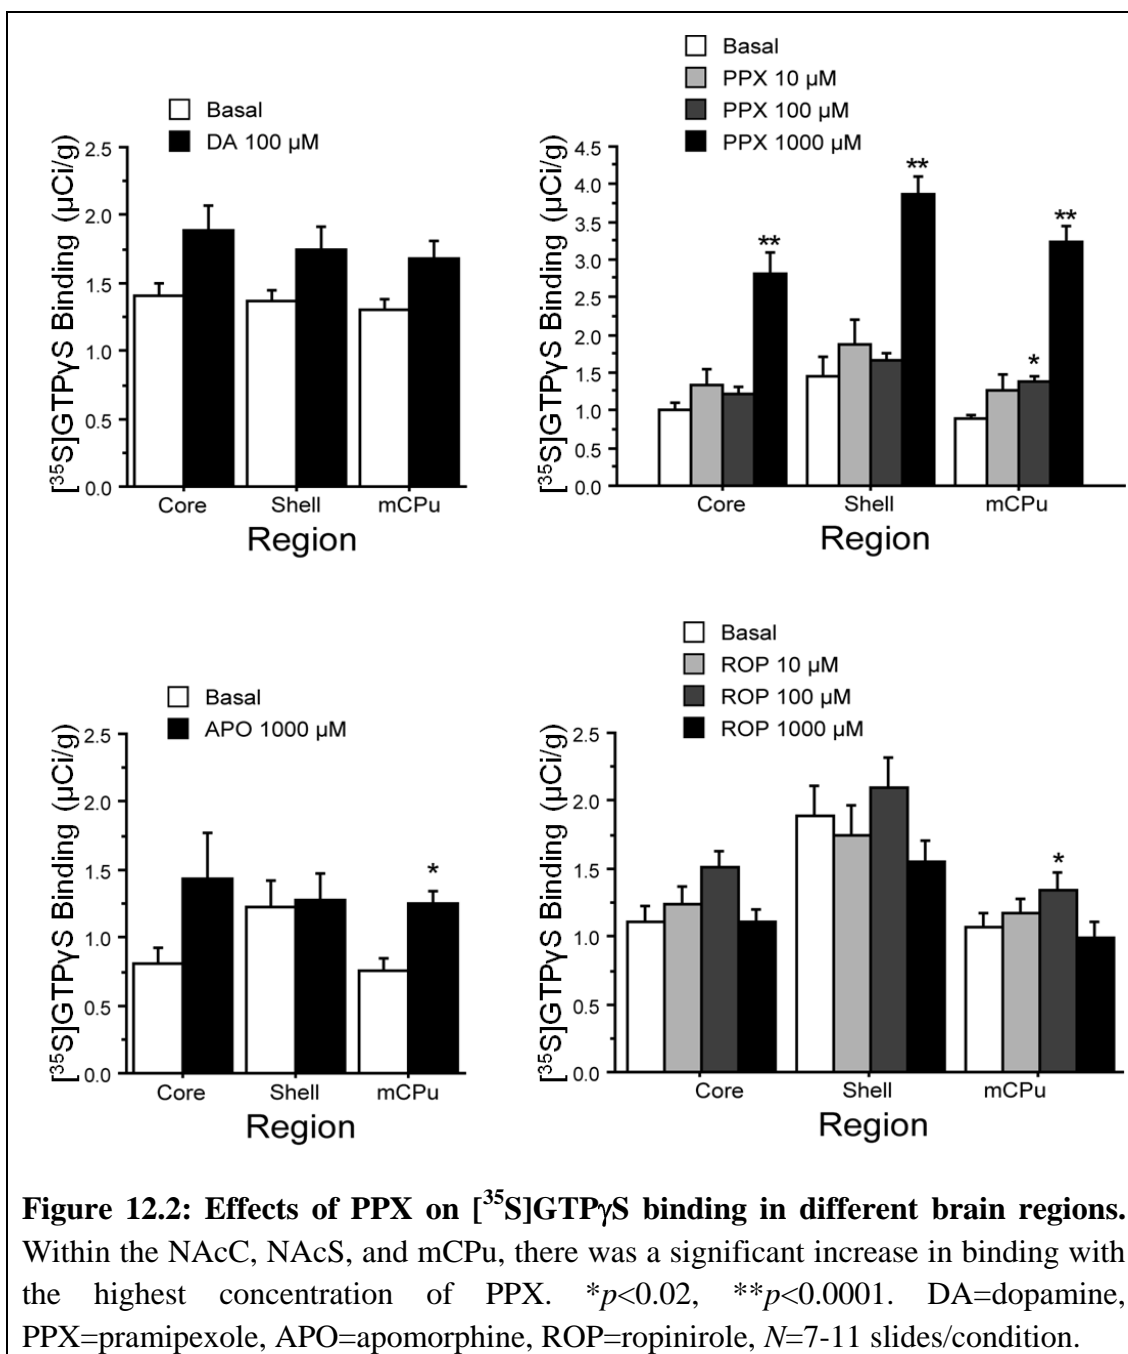 Basal
DA 100 µM
2.5
2.0
1.5
1.0
0.5
0.0
[³⁵S]GTPγS Binding (µCi/g)
Core Shell mCPu
Region
Basal
PPX 10 µM
PPX 100 µM
PPX 1000 µM
4.5
4.0
3.5
3.0
2.5
2.0
1.5
1.0
0.5
0.0
[³⁵S]GTPγS Binding (µCi/g)
**
**
*
**
Core Shell mCPu
Region
Basal
APO 1000 µM
2.5
2.0
1.5
1.0
0.5
0.0
[³⁵S]GTPγS Binding (µCi/g)
*
Core Shell mCPu
Region
Basal
ROP 10 µM
ROP 100 µM
ROP 1000 µM
2.5
2.0
1.5
1.0
0.5
0.0
[³⁵S]GTPγS Binding (µCi/g)
*
Core Shell mCPu
Region
Figure 12.2: Effects of PPX on [³⁵S]GTPγS binding in different brain regions.
Within the NAcC, NAcS, and mCPu, there was a significant increase in binding with
the highest concentration of PPX. *p<0.02, **p<0.0001. DA=dopamine,
PPX=pramipexole, APO=apomorphine, ROP=ropinirole, N=7-11 slides/condition.